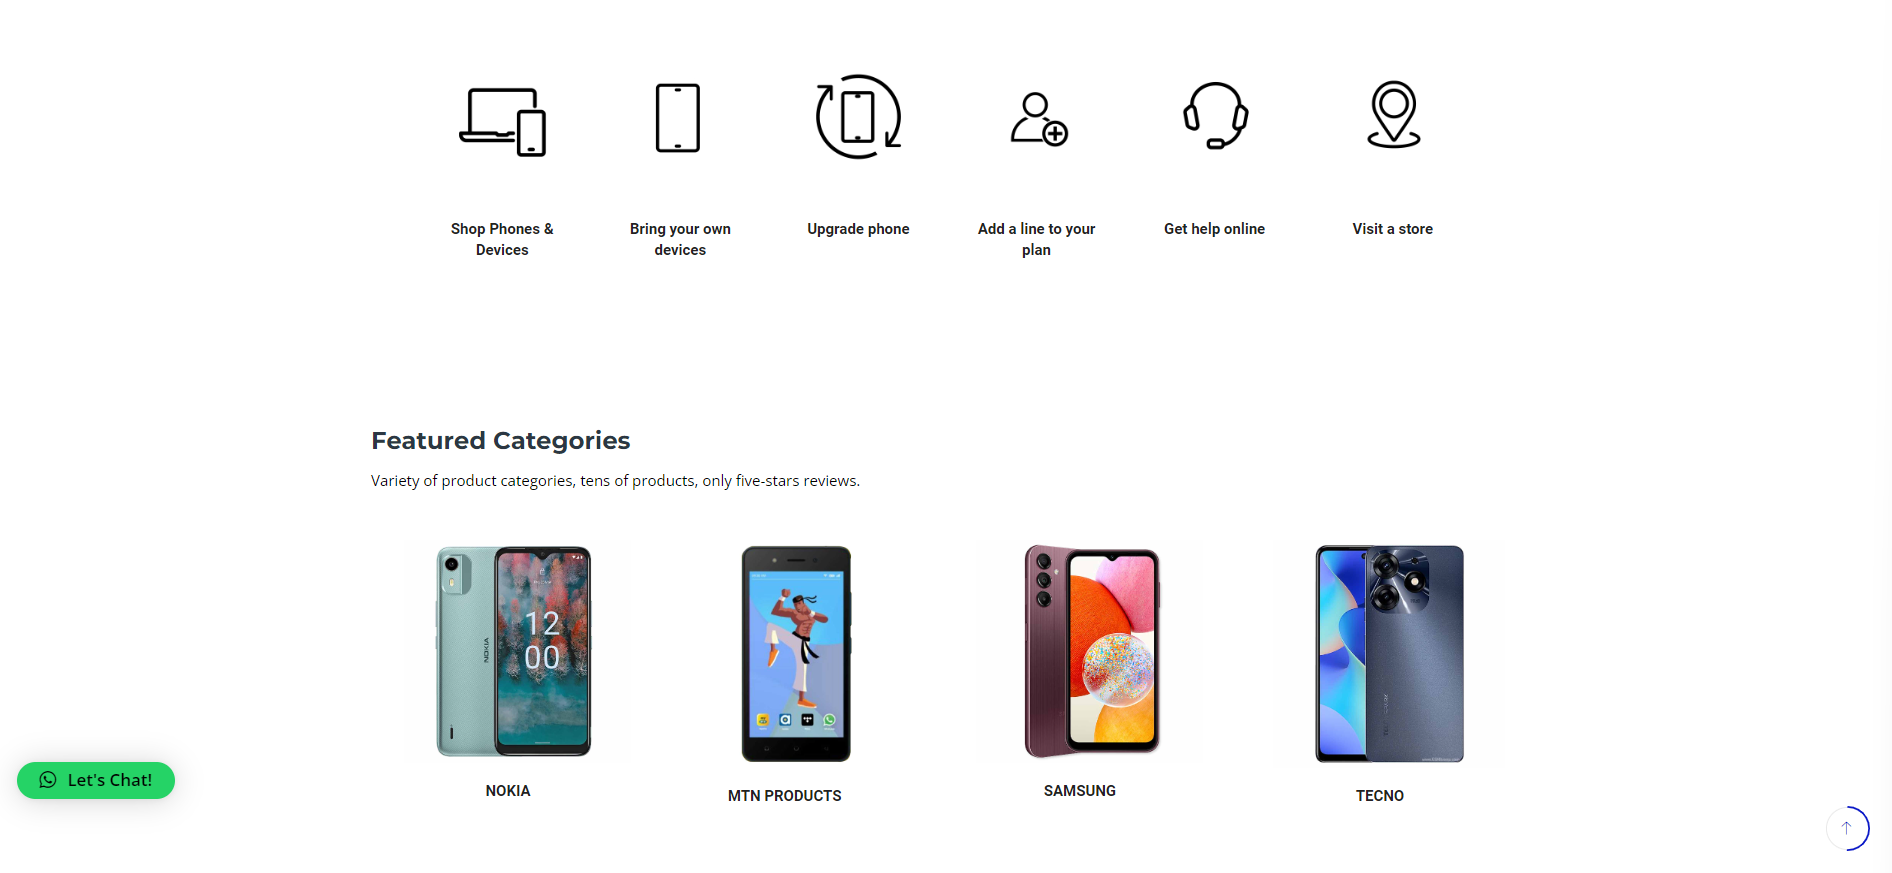 Shop Phones &
Devices
Bring your own
devices
Upgrade phone
Add a line to your
plan
Get help online
Visit a store
Featured Categories
Variety of product categories, tens of products, only five-stars reviews.
NOKIA
12
00
NOKIA
MTN PRODUCTS
SAMSUNG
TECNO
Let's Chat!